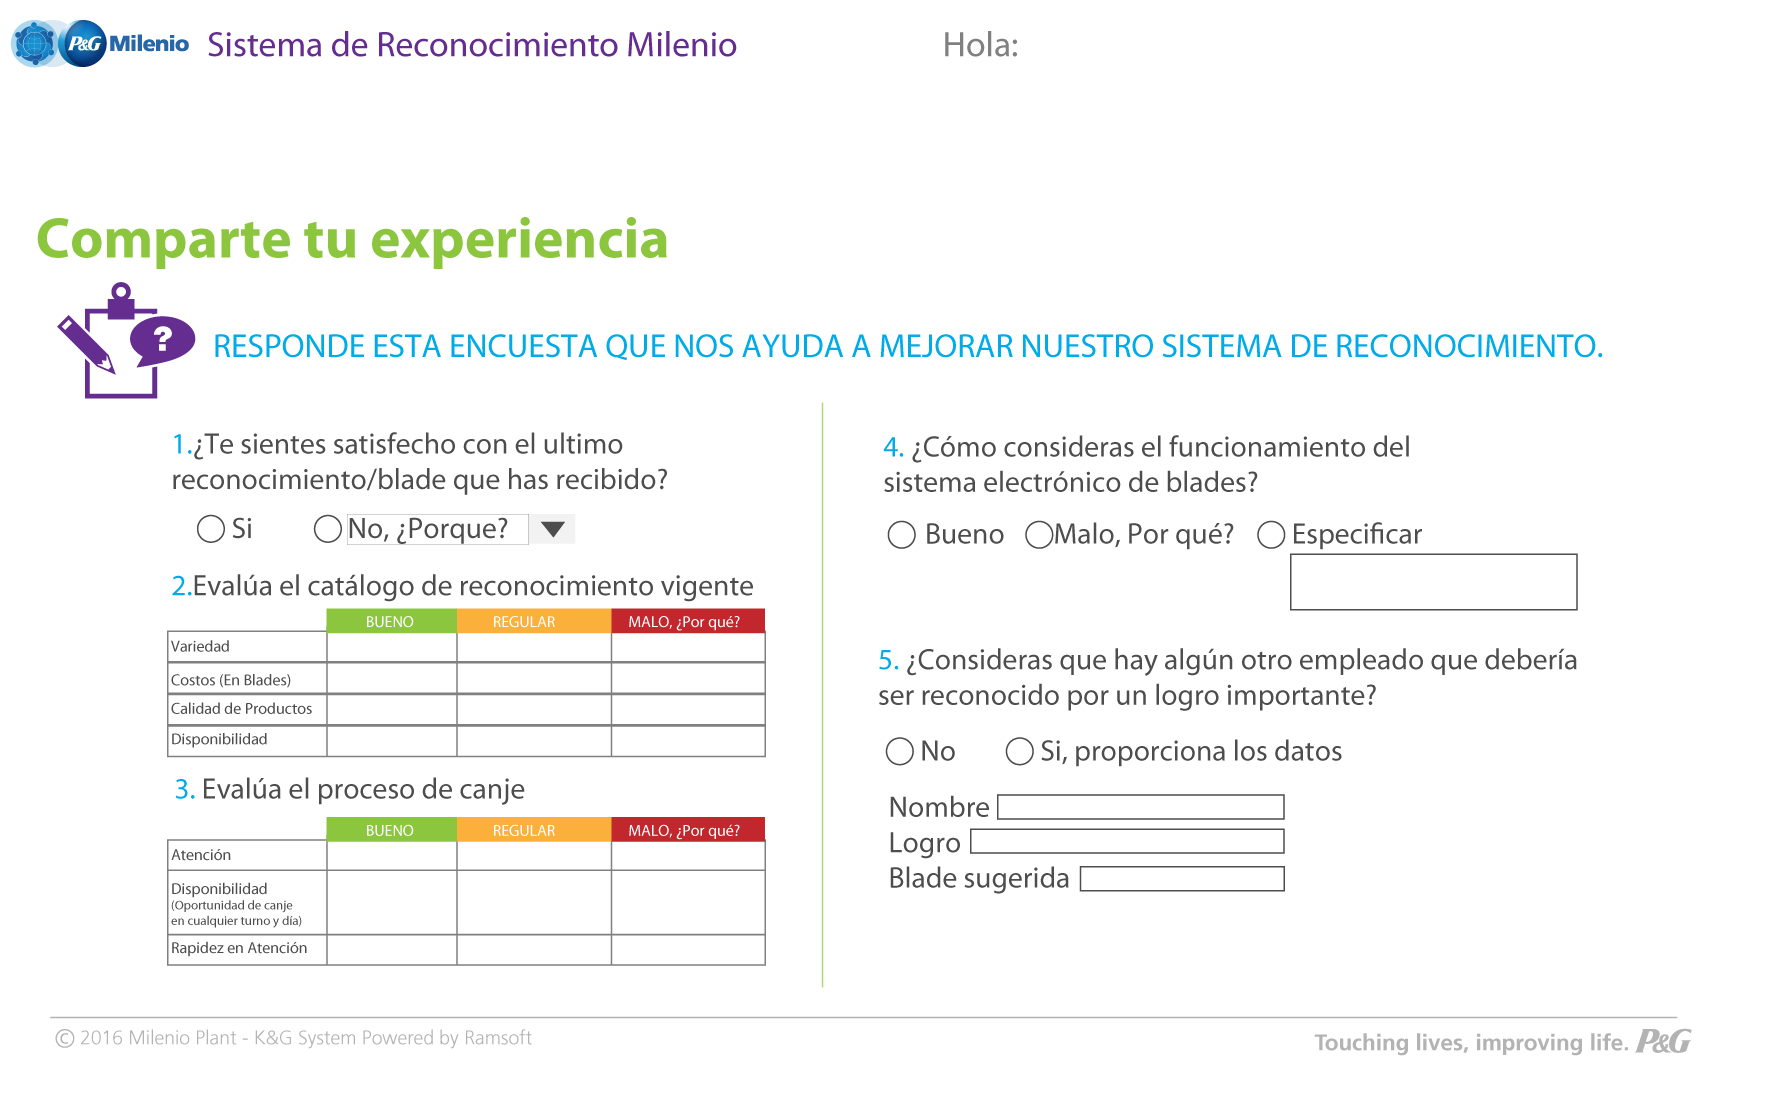 P&G Milenio Sistema de Reconocimiento Milenio Hola:
Comparte tu experiencia
?
RESPONDE ESTA ENCUESTA QUE NOS AYUDA A MEJORAR NUESTRO SISTEMA DE RECONOCIMIENTO.
1.¿Te sientes satisfecho con el ultimo
reconocimiento/blade que has recibido?
Si No, ¿Porque?
2.Evalúa el catálogo de reconocimiento vigente
BUENO REGULAR MALO, ¿Por qué?
Variedad
Costos (En Blades)
Calidad de Productos
Disponibilidad
3. Evalúa el proceso de canje
BUENO REGULAR MALO, ¿Por qué?
Atención
Disponibilidad
(Oportunidad de canje
en cualquier turno y día)
Rapidez en Atención
4. ¿Cómo consideras el funcionamiento del
sistema electrónico de blades?
Bueno Malo, Por qué? Especificar
5. ¿Consideras que hay algún otro empleado que debería
ser reconocido por un logro importante?
No Si, proporciona los datos
Nombre
Logro
Blade sugerida
© 2016 Milenio Plant - K&G System Powered by Ramsoft
Touching lives, improving life. P&G